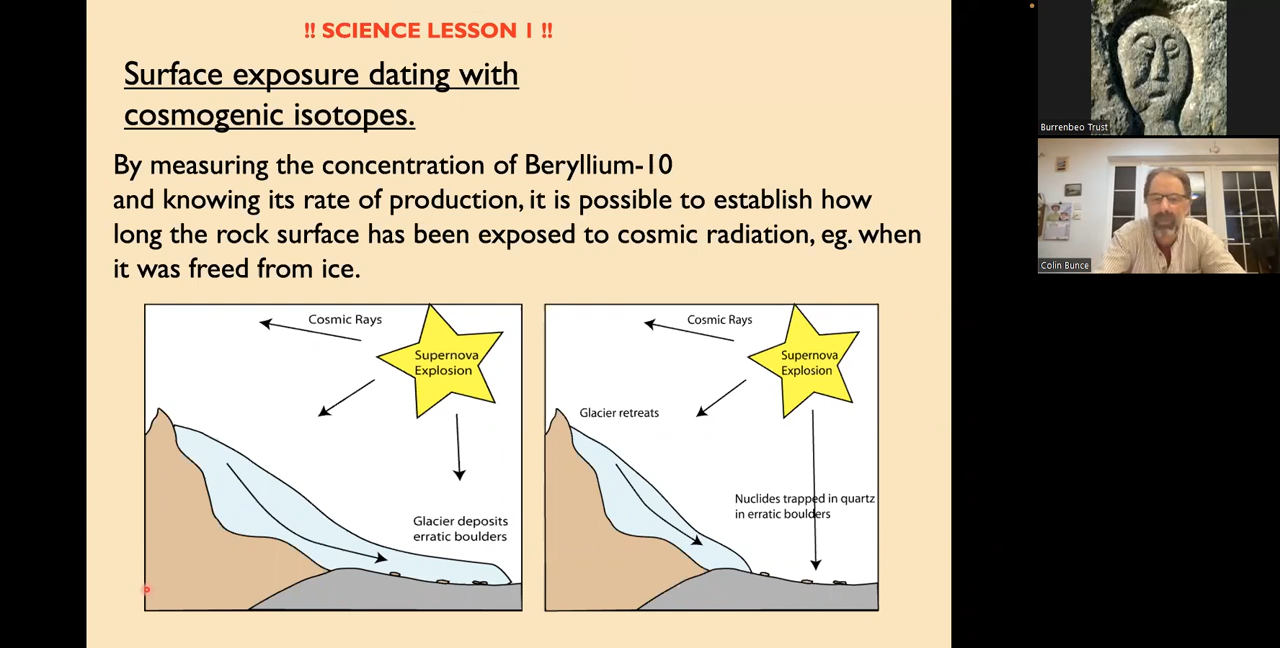 !! SCIENCE LESSON 1 !!
Surface exposure dating with
cosmogenic isotopes.
By measuring the concentration of Beryllium-10
and knowing its rate of production, it is possible to establish how
long the rock surface has been exposed to cosmic radiation, eg. when
it was freed from ice.
Cosmic Rays
Supernova
Explosion
Glacier deposits
erratic boulders
Cosmic Rays
Supernova
Explosion
Glacier retreats
Nuclides trapped in quartz
in erratic boulders
Burrenbeo Trust
Colin Bunce